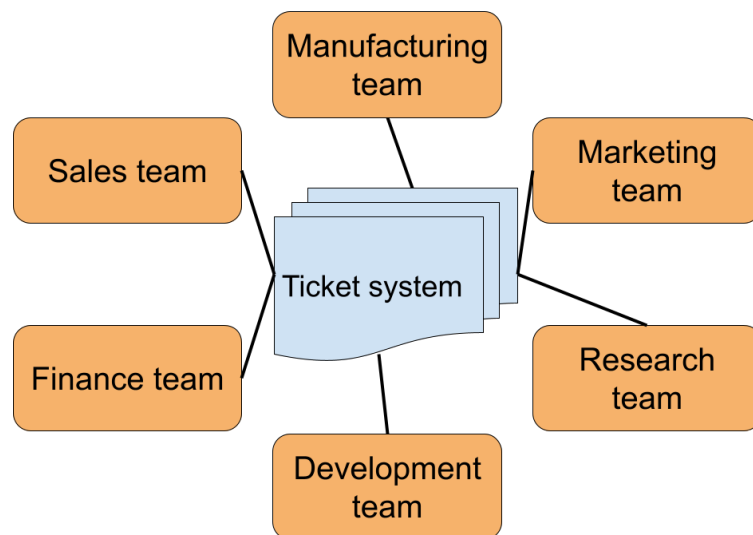 Manufacturing
team
Sales team
Marketing
team
Ticket system
Finance team
Research
team
Development
team